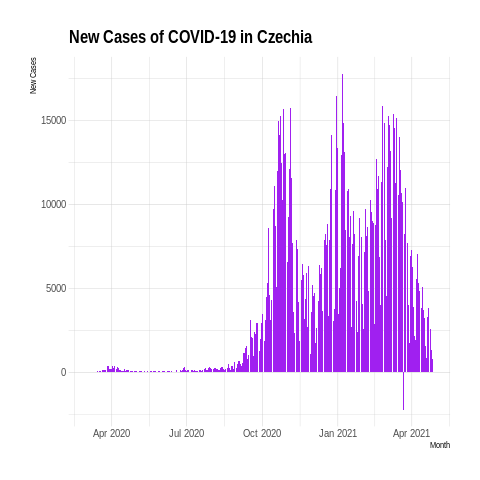 New Cases of COVID-19 in Czechia
New Cases
15000
10000
5000
0
Apr 2020 Jul 2020 Oct 2020 Jan 2021 Apr 2021
Month